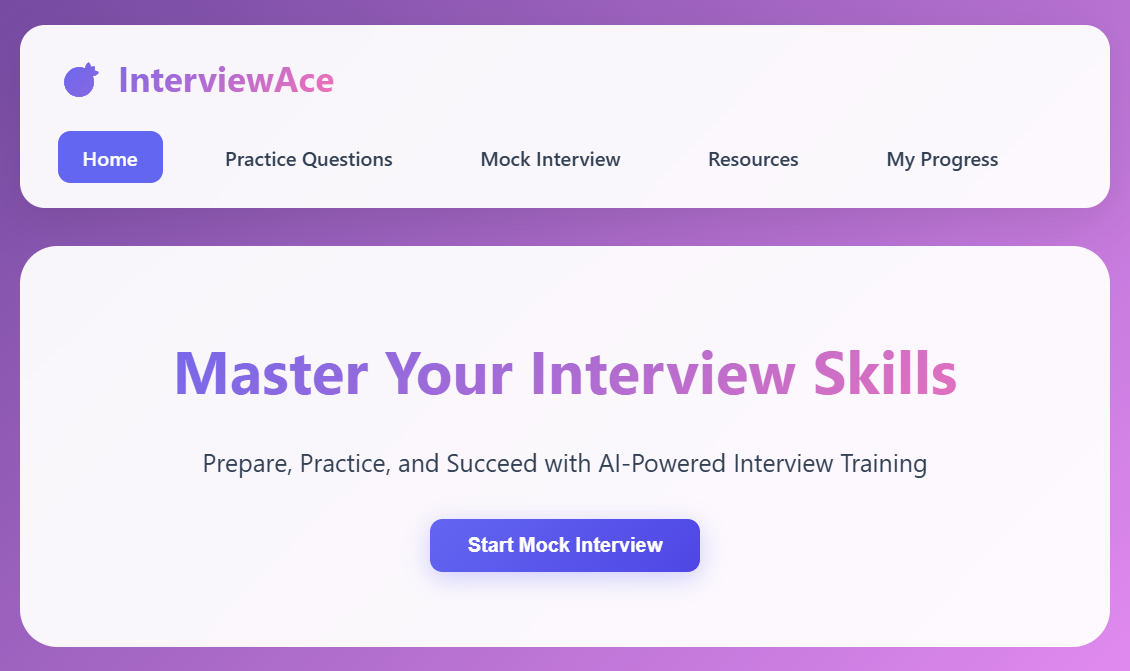 InterviewAce
Home Practice Questions Mock Interview Resources My Progress
Master Your Interview Skills
Prepare, Practice, and Succeed with AI-Powered Interview Training
Start Mock Interview